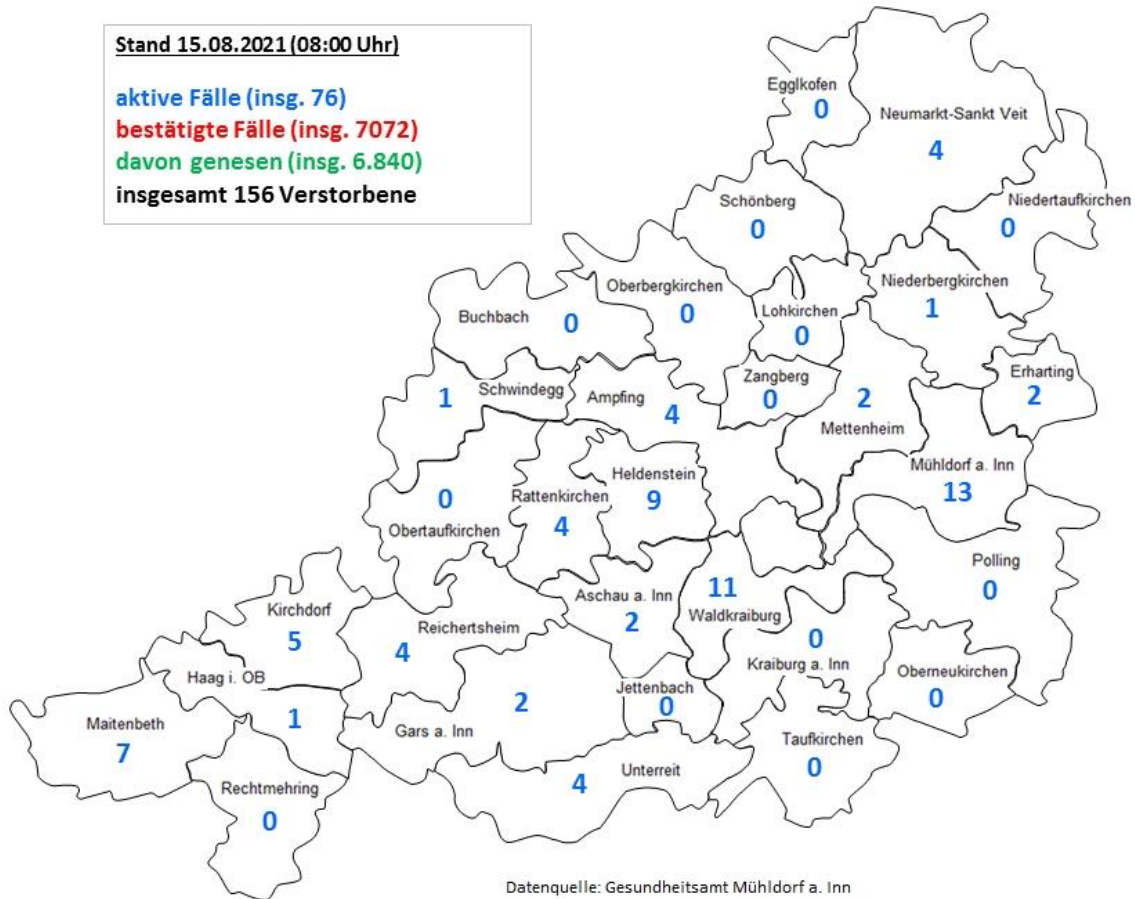 Stand 15.08.2021 (08:00 Uhr)
aktive Fälle (insg. 76)
bestätigte Fälle (insg. 7072)
davon genesen (insg. 6.840)
insgesamt 156 Verstorbene
Egglkofen
0
Neumarkt-Sankt Veit
4
Schönberg
0
Niedertaufkirchen
0
Oberbergkirchen
0
Niederbergkirchen
1
Buchbach
0
Lohkirchen
0
Schwindegg
1
Ampfing
4
Zangberg
0
2
Mettenheim
Erharting
2
Mühldorf a. Inn
13
0
Obertaufkirchen
Rattenkirchen
4
Heldenstein
9
Polling
0
Aschau a. Inn
2
11
Waldkraiburg
Kirchdorf
5
Reichertsheim
4
0
Kraiburg a. Inn
Oberneukirchen
0
Haag i. OB
1
Jettenbach
0
Maitenbeth
7
2
Gars a. Inn
Taufkirchen
0
Unterreit
4
Rechtmehring
0
Datenquelle: Gesundheitsamt Mühldorf a. Inn